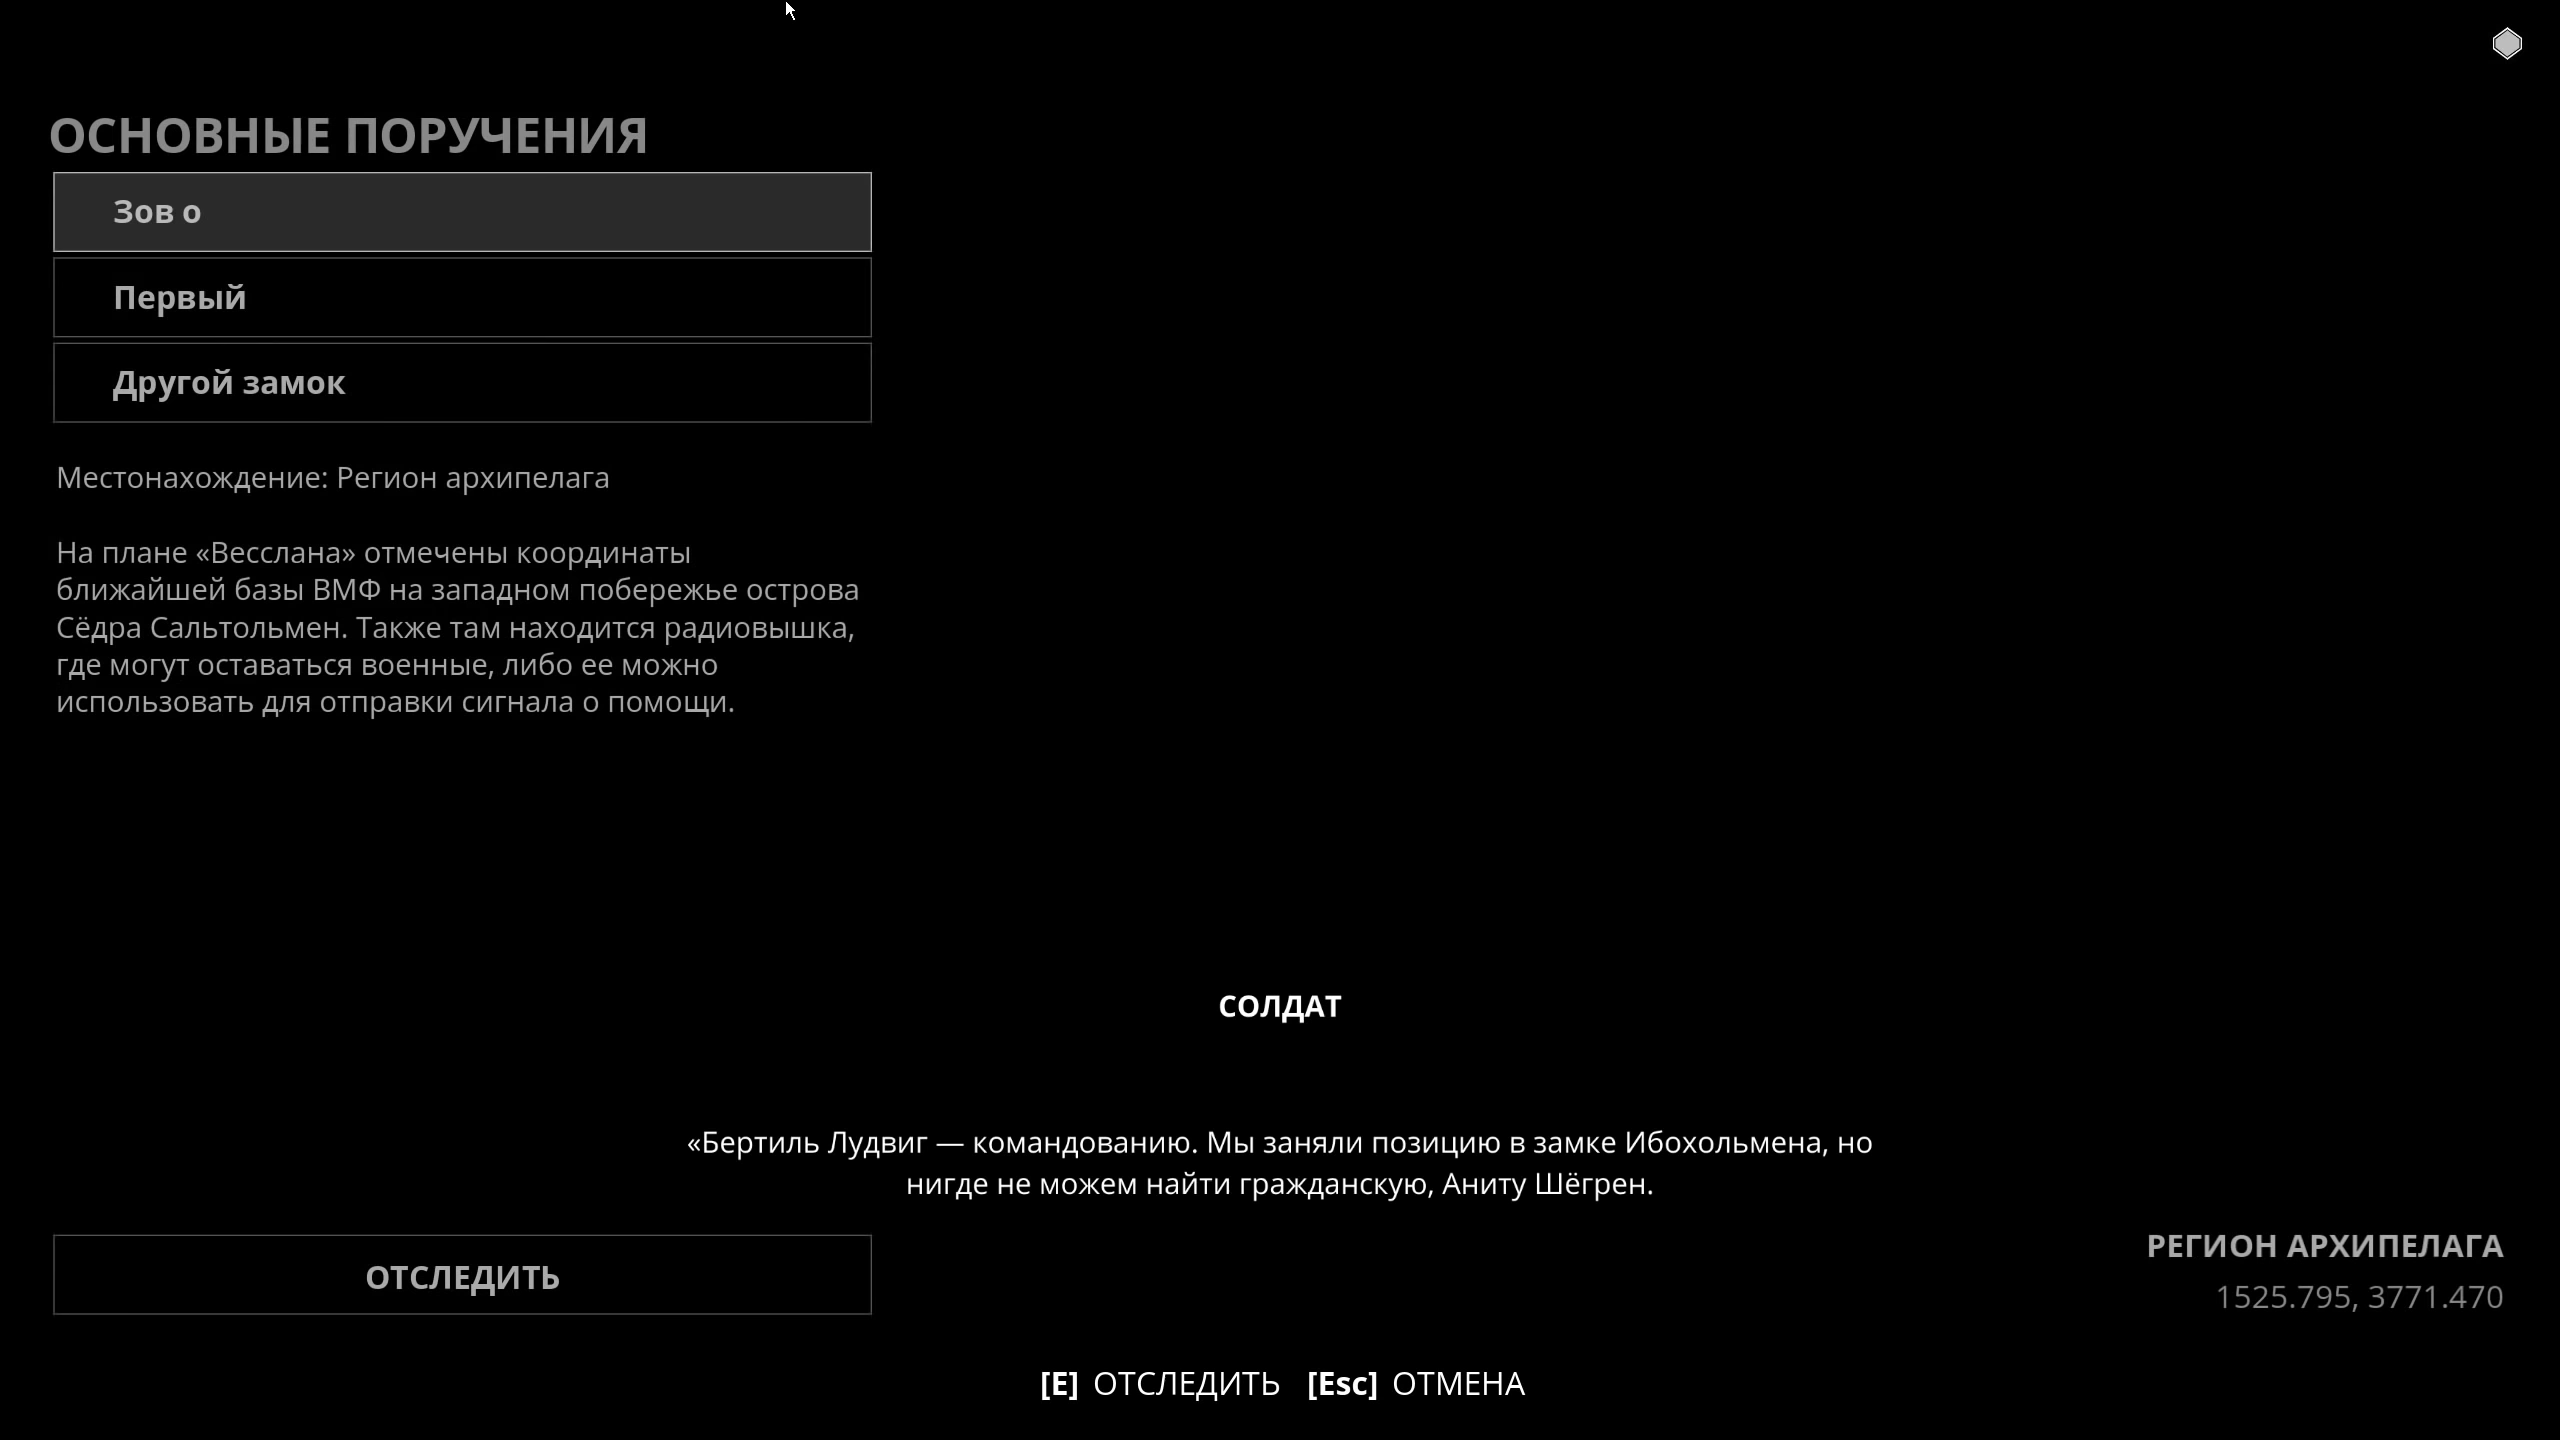 ОСНОВНЫЕ ПОРУЧЕНИЯ
Зов о
Первый
Другой замок
Местонахождение: Регион архипелага
На плане «Весслана» отмечены координаты
ближайшей базы ВМФ на западном побережье острова
Сёдра Сальтольмен. Также там находится радиовышка,
где могут оставаться военные, либо ее можно
использовать для отправки сигнала о помощи.
СОЛДАТ
«Бертиль Лудвиг — командованию. Мы заняли позицию в замке Ибохольмена, но
нигде не можем найти гражданскую, Аниту Шёгрен.
ОТСЛЕДИТЬ
РЕГИОН АРХИПЕЛАГА
1525.795, 3771.470
[E] ОТСЛЕДИТЬ [Esc] ОТМЕНА